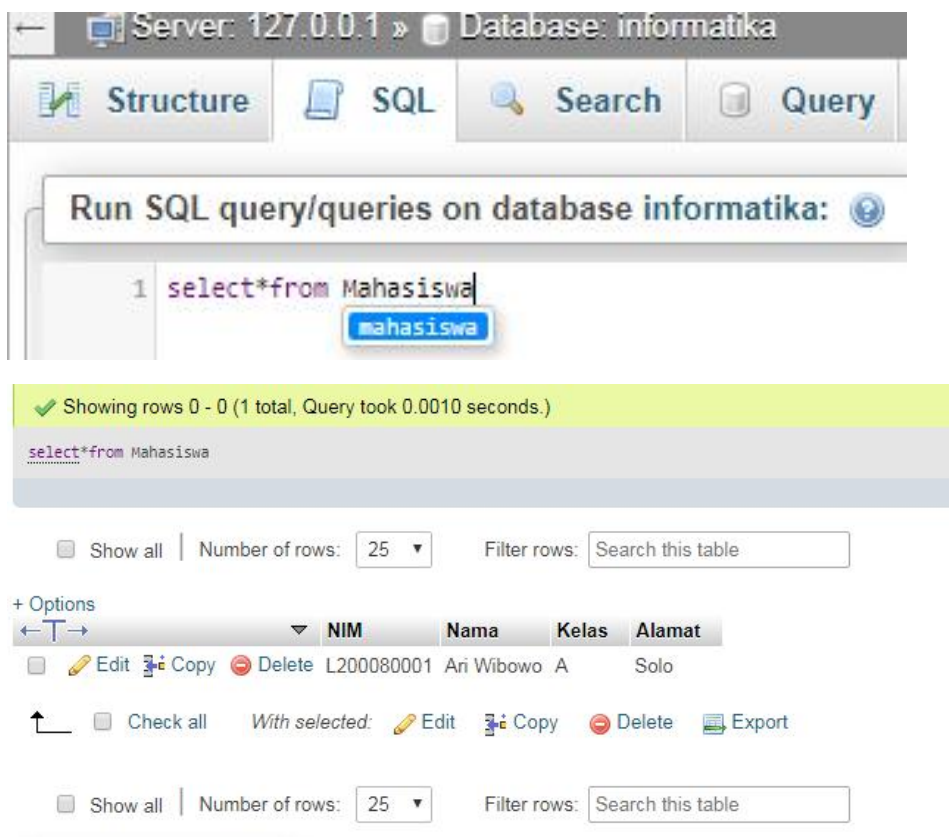 Server: 127.0.0.1 » Database: informatika
Structure SQL Search Query
Run SQL query/queries on database informatika:
1 select*from Mahasiswa
mahasiswa
Showing rows 0 - 0 (1 total, Query took 0.0010 seconds.)
select*from Mahasiswa
Show all Number of rows: 25 Filter rows: Search this table
+ Options
←T→ NIM Nama Kelas Alamat
Edit Copy Delete L200080001 Ari Wibowo A Solo
Check all With selected: Edit Copy Delete Export
Show all Number of rows: 25 Filter rows: Search this table